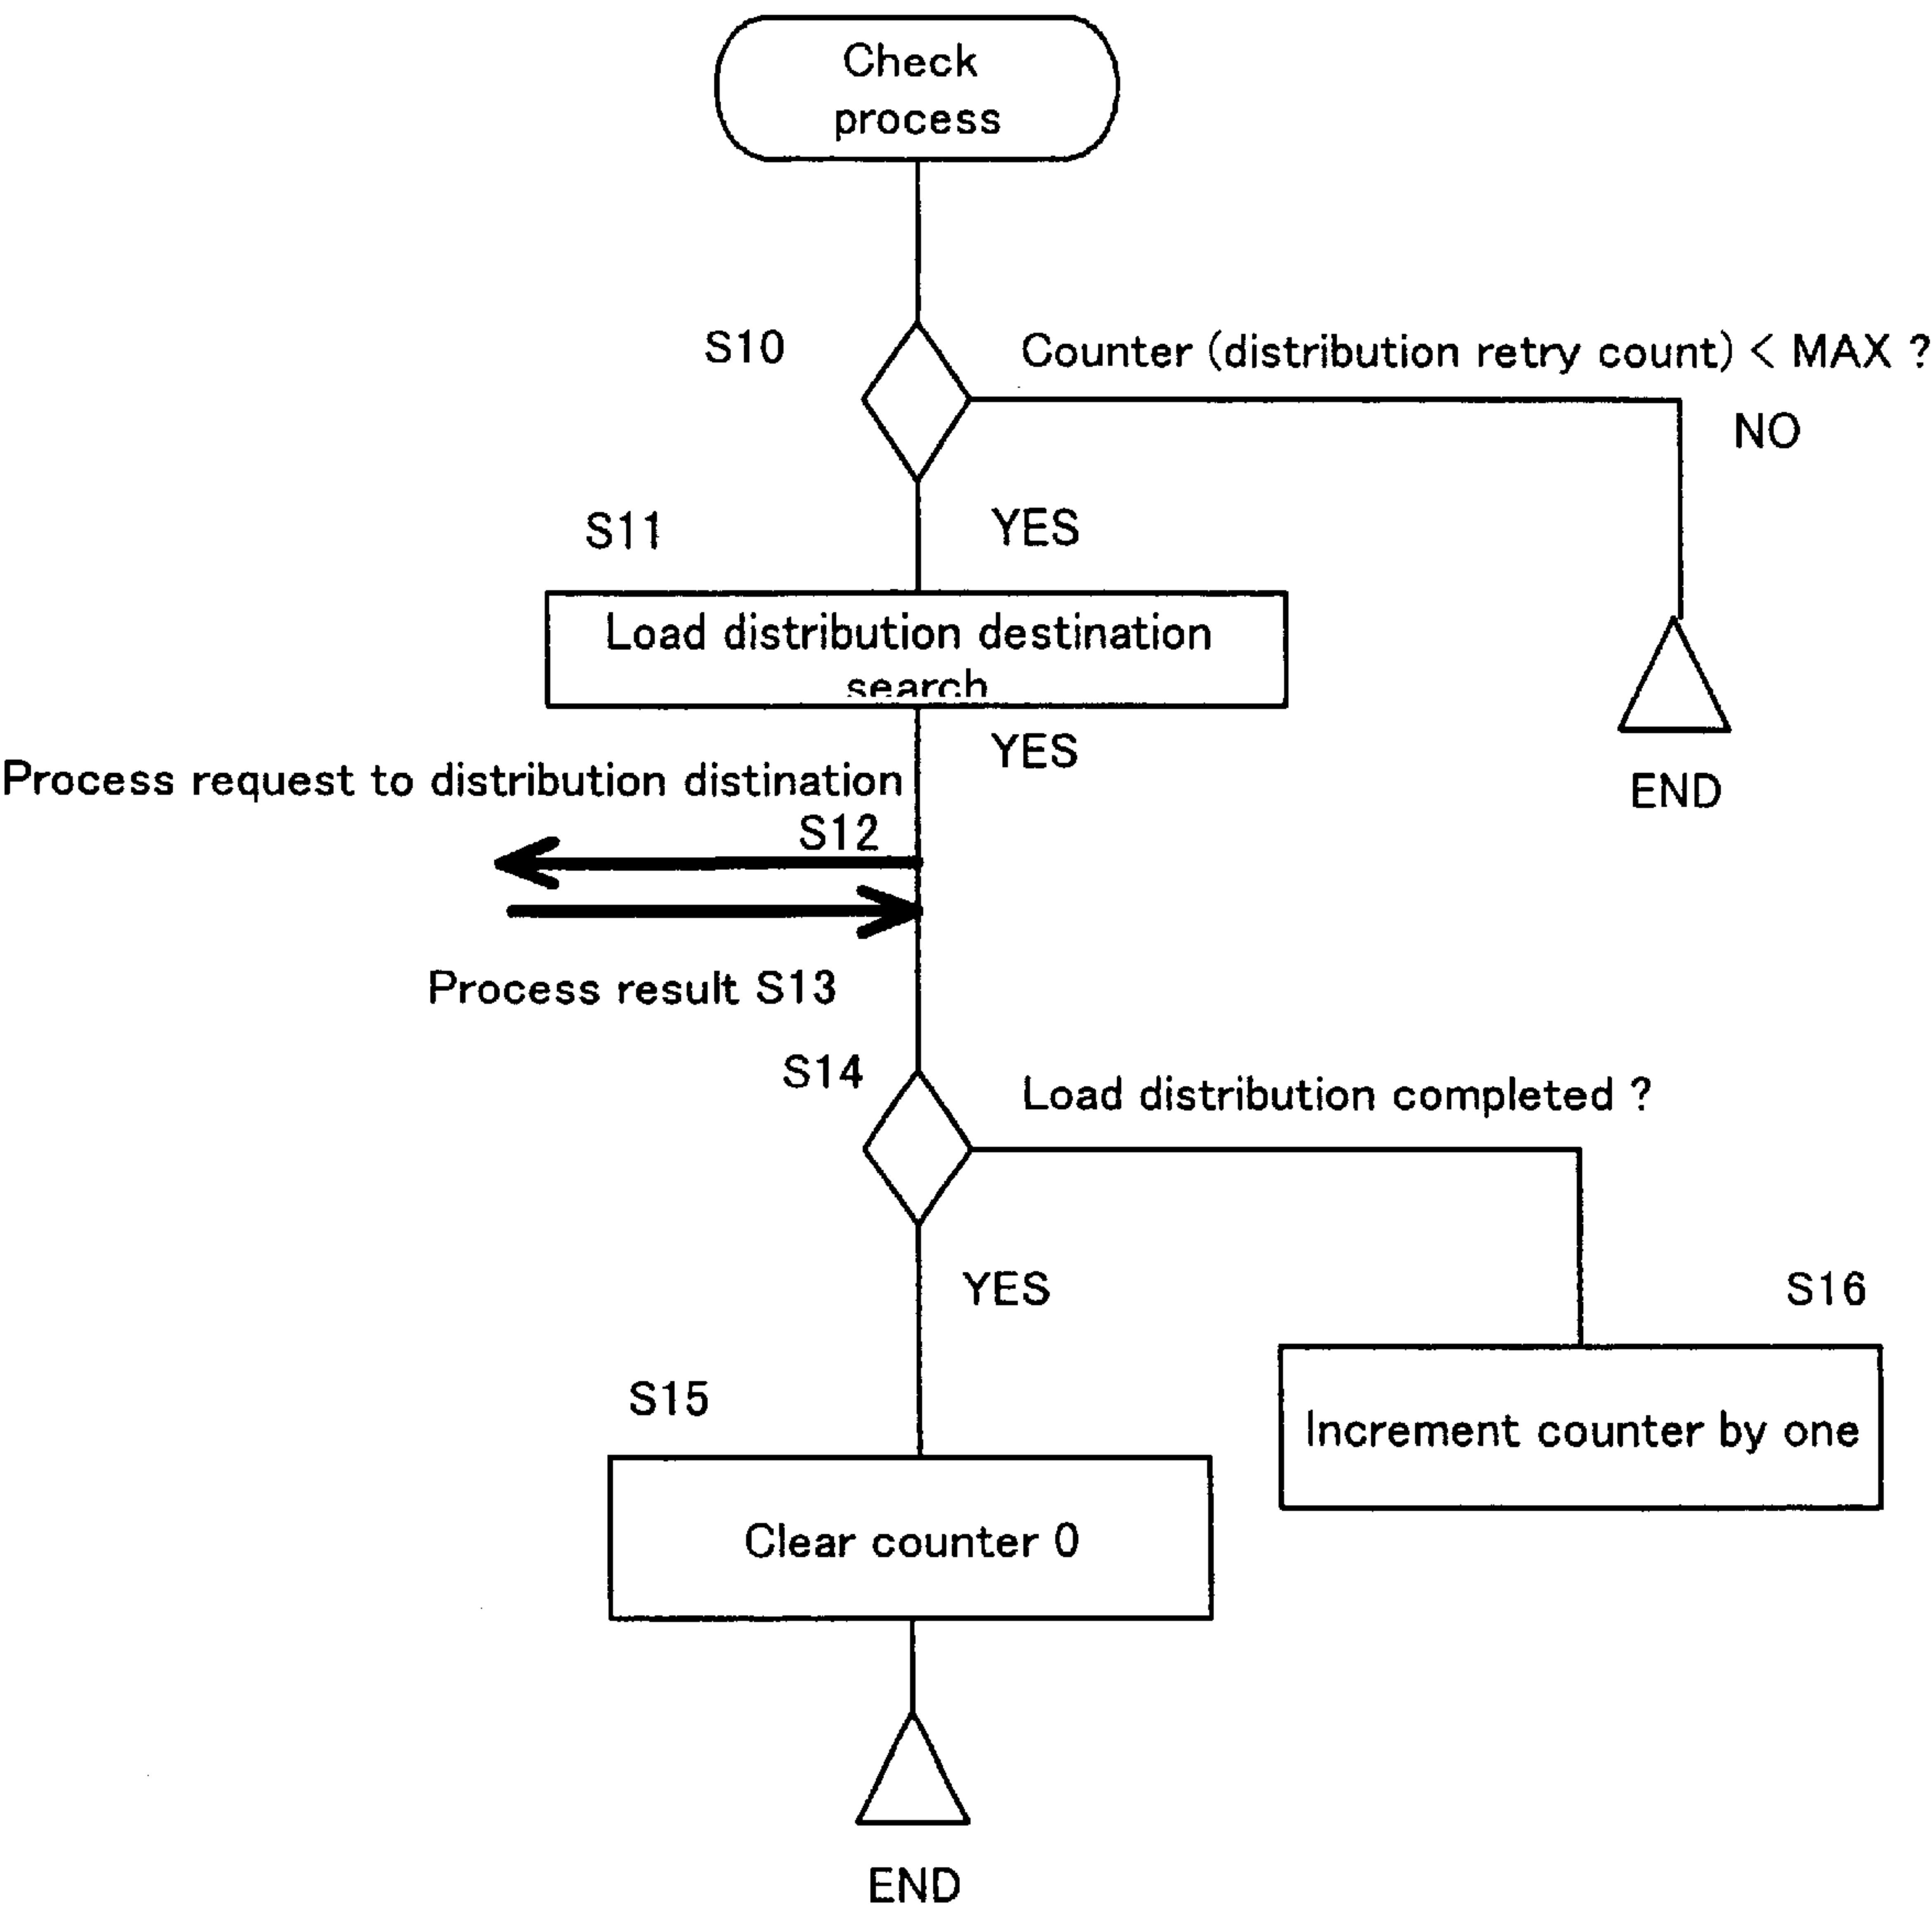 Check
process
S10
Counter (distribution retry count) < MAX ?
NO
S11
YES
Load distribution destination
search
YES
END
Process request to distribution distination
S12
Process result S13
S14
Load distribution completed ?
YES
S16
Increment counter by one
S15
Clear counter 0
END